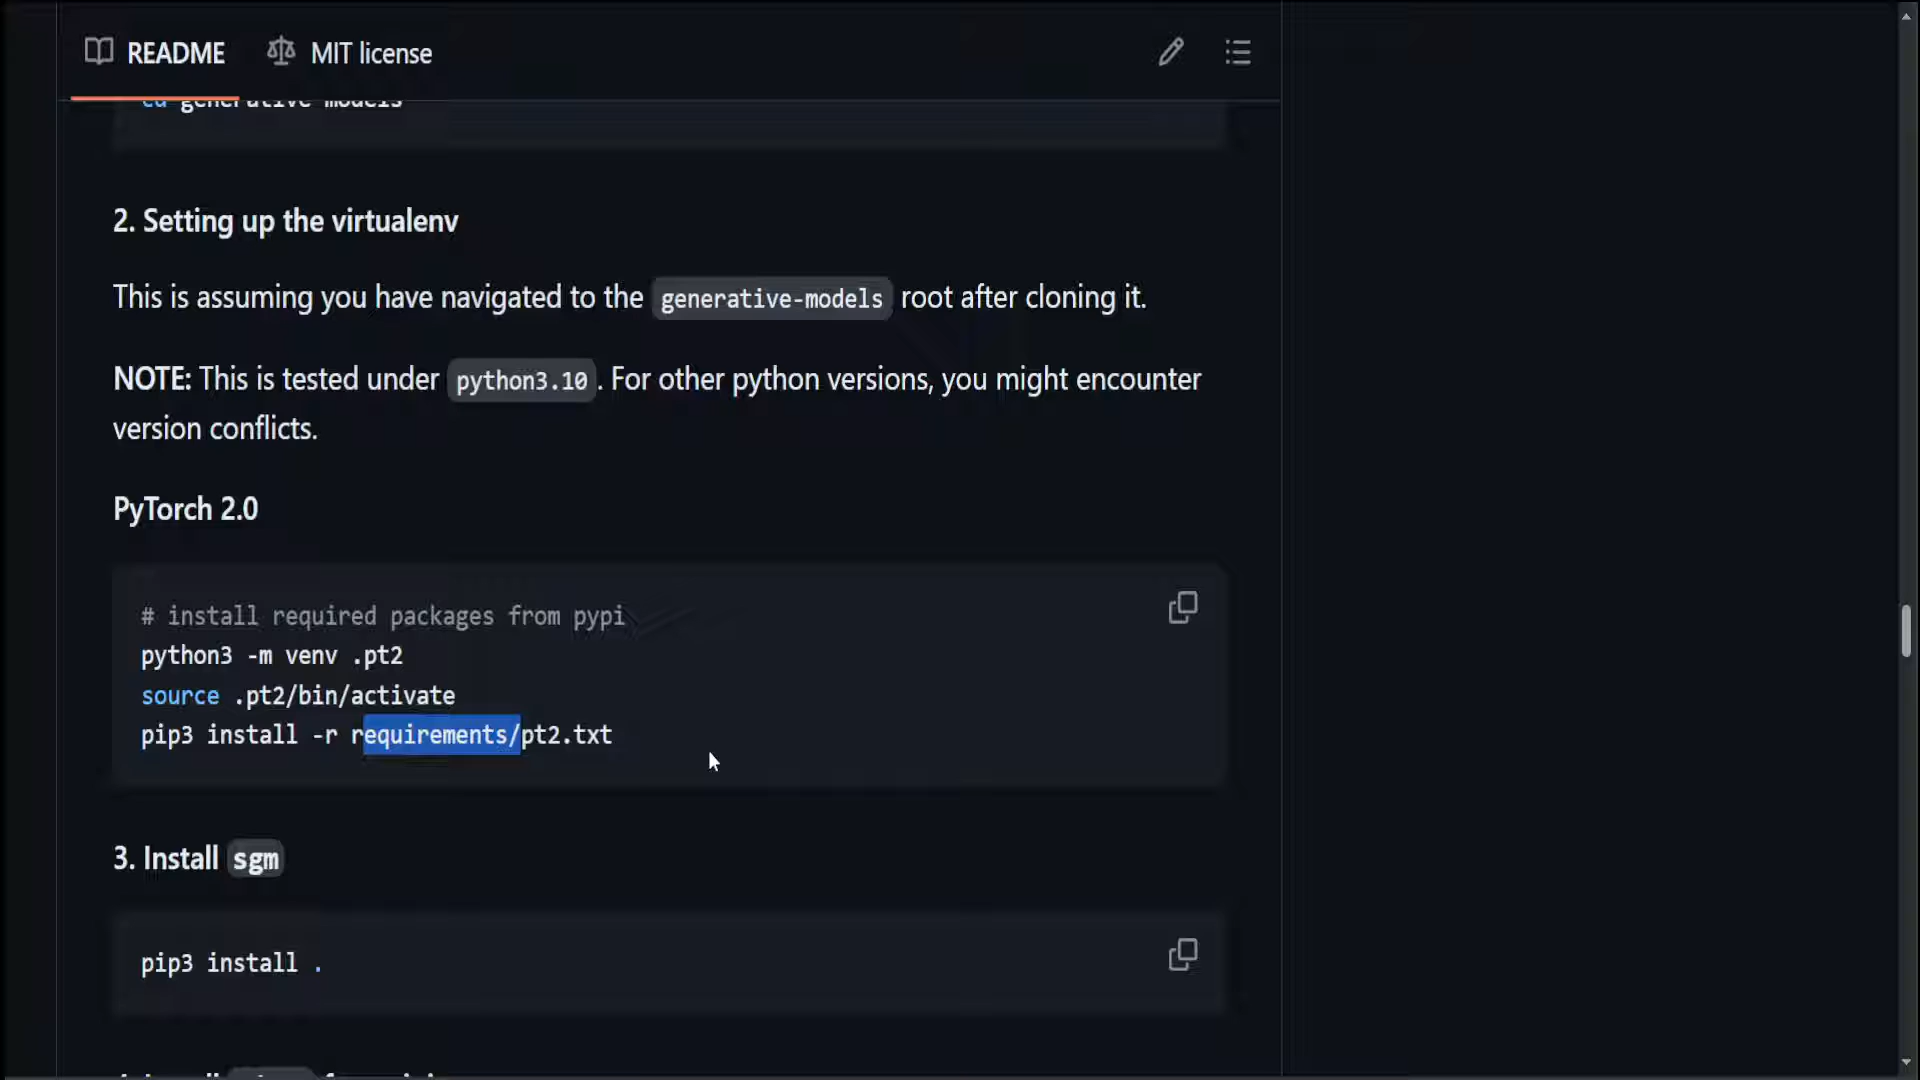 README
MIT license
cd generative-models
2. Setting up the virtualenv
This is assuming you have navigated to the generative-models root after cloning it.
NOTE: This is tested under python3.10. For other python versions, you might encounter
version conflicts.
PyTorch 2.0
# install required packages from pypi
python3 -m venv .pt2
source .pt2/bin/activate
pip3 install -r requirements/pt2.txt
3. Install sgm
pip3 install .